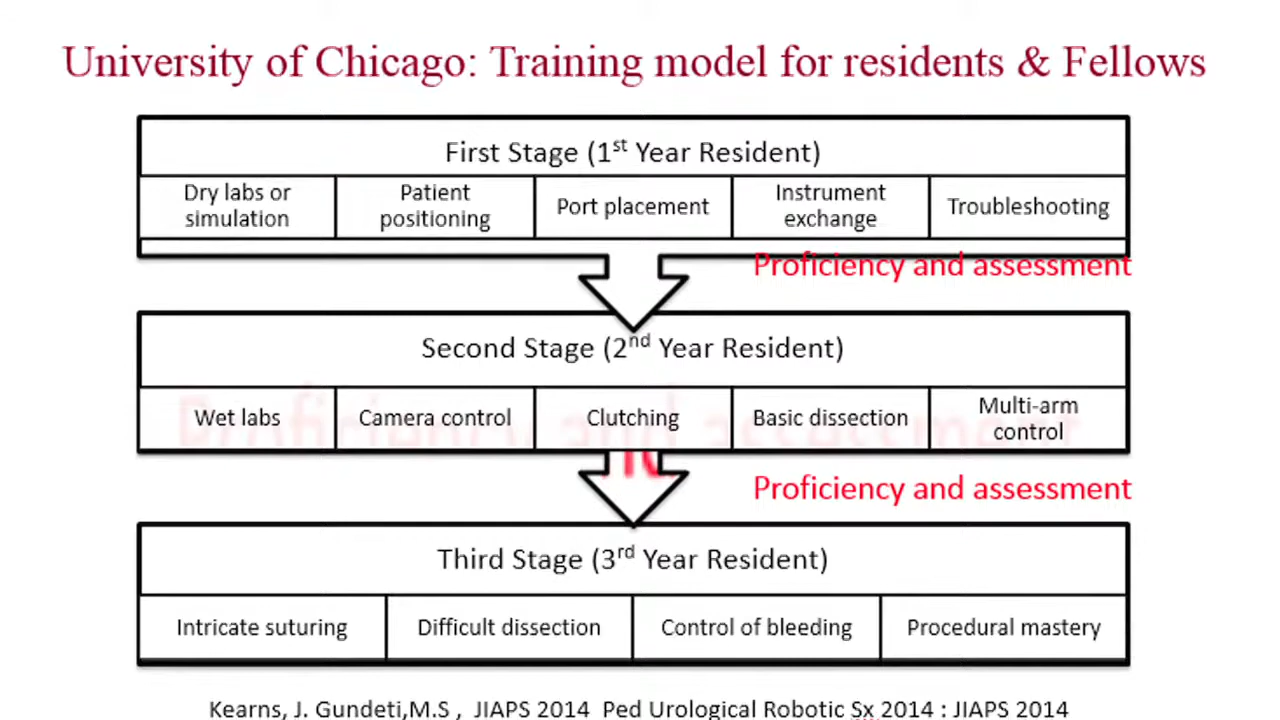 University of Chicago: Training model for residents & Fellows
First Stage (1st Year Resident)
Dry labs or
simulation
Patient
positioning
Port placement
Instrument
exchange
Troubleshooting
Proficiency and assessment
Second Stage (2nd Year Resident)
Wet labs
Camera control
Clutching
Basic dissection
Multi-arm
control
Proficiency and assessment
Proficiency and assessment
Third Stage (3rd Year Resident)
Intricate suturing
Difficult dissection
Control of bleeding
Procedural mastery
Kearns, J. Gundeti,M.S , JIAPS 2014 Ped Urological Robotic Sx 2014 : JIAPS 2014